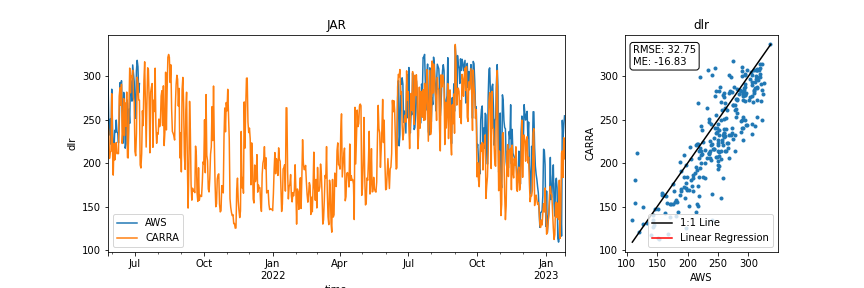 JAR
dlr
300
250
200
150
100
AWS
CARRA
Jul
Oct
Jan
2022
Apr
Jul
Oct
Jan
2023
time
dlr
CARRA
300
250
200
150
100
RMSE: 32.75
ME: -16.83
1:1 Line
Linear Regression
100
150
200
250
300
AWS